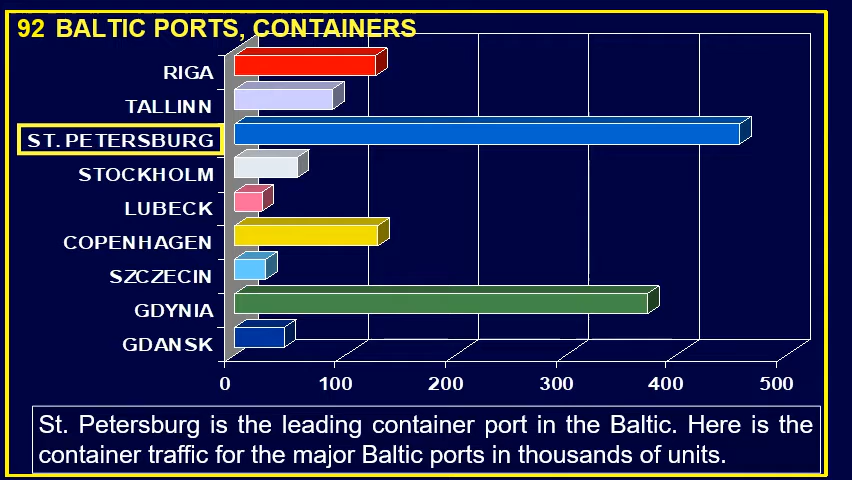 92 BALTIC PORTS, CONTAINERS
RIGA
TALLINN
ST. PETERSBURG
STOCKHOLM
LUBECK
COPENHAGEN
SZCZECIN
GDYNIA
GDANSK
0 100 200 300 400 500
St. Petersburg is the leading container port in the Baltic. Here is the
container traffic for the major Baltic ports in thousands of units.